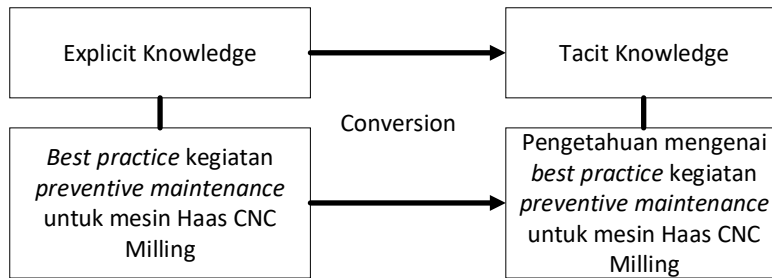 Explicit Knowledge
Tacit Knowledge
Conversion
Best practice kegiatan
preventive maintenance
untuk mesin Haas CNC
Milling
Pengetahuan mengenai
best practice kegiatan
preventive maintenance
untuk mesin Haas CNC
Milling